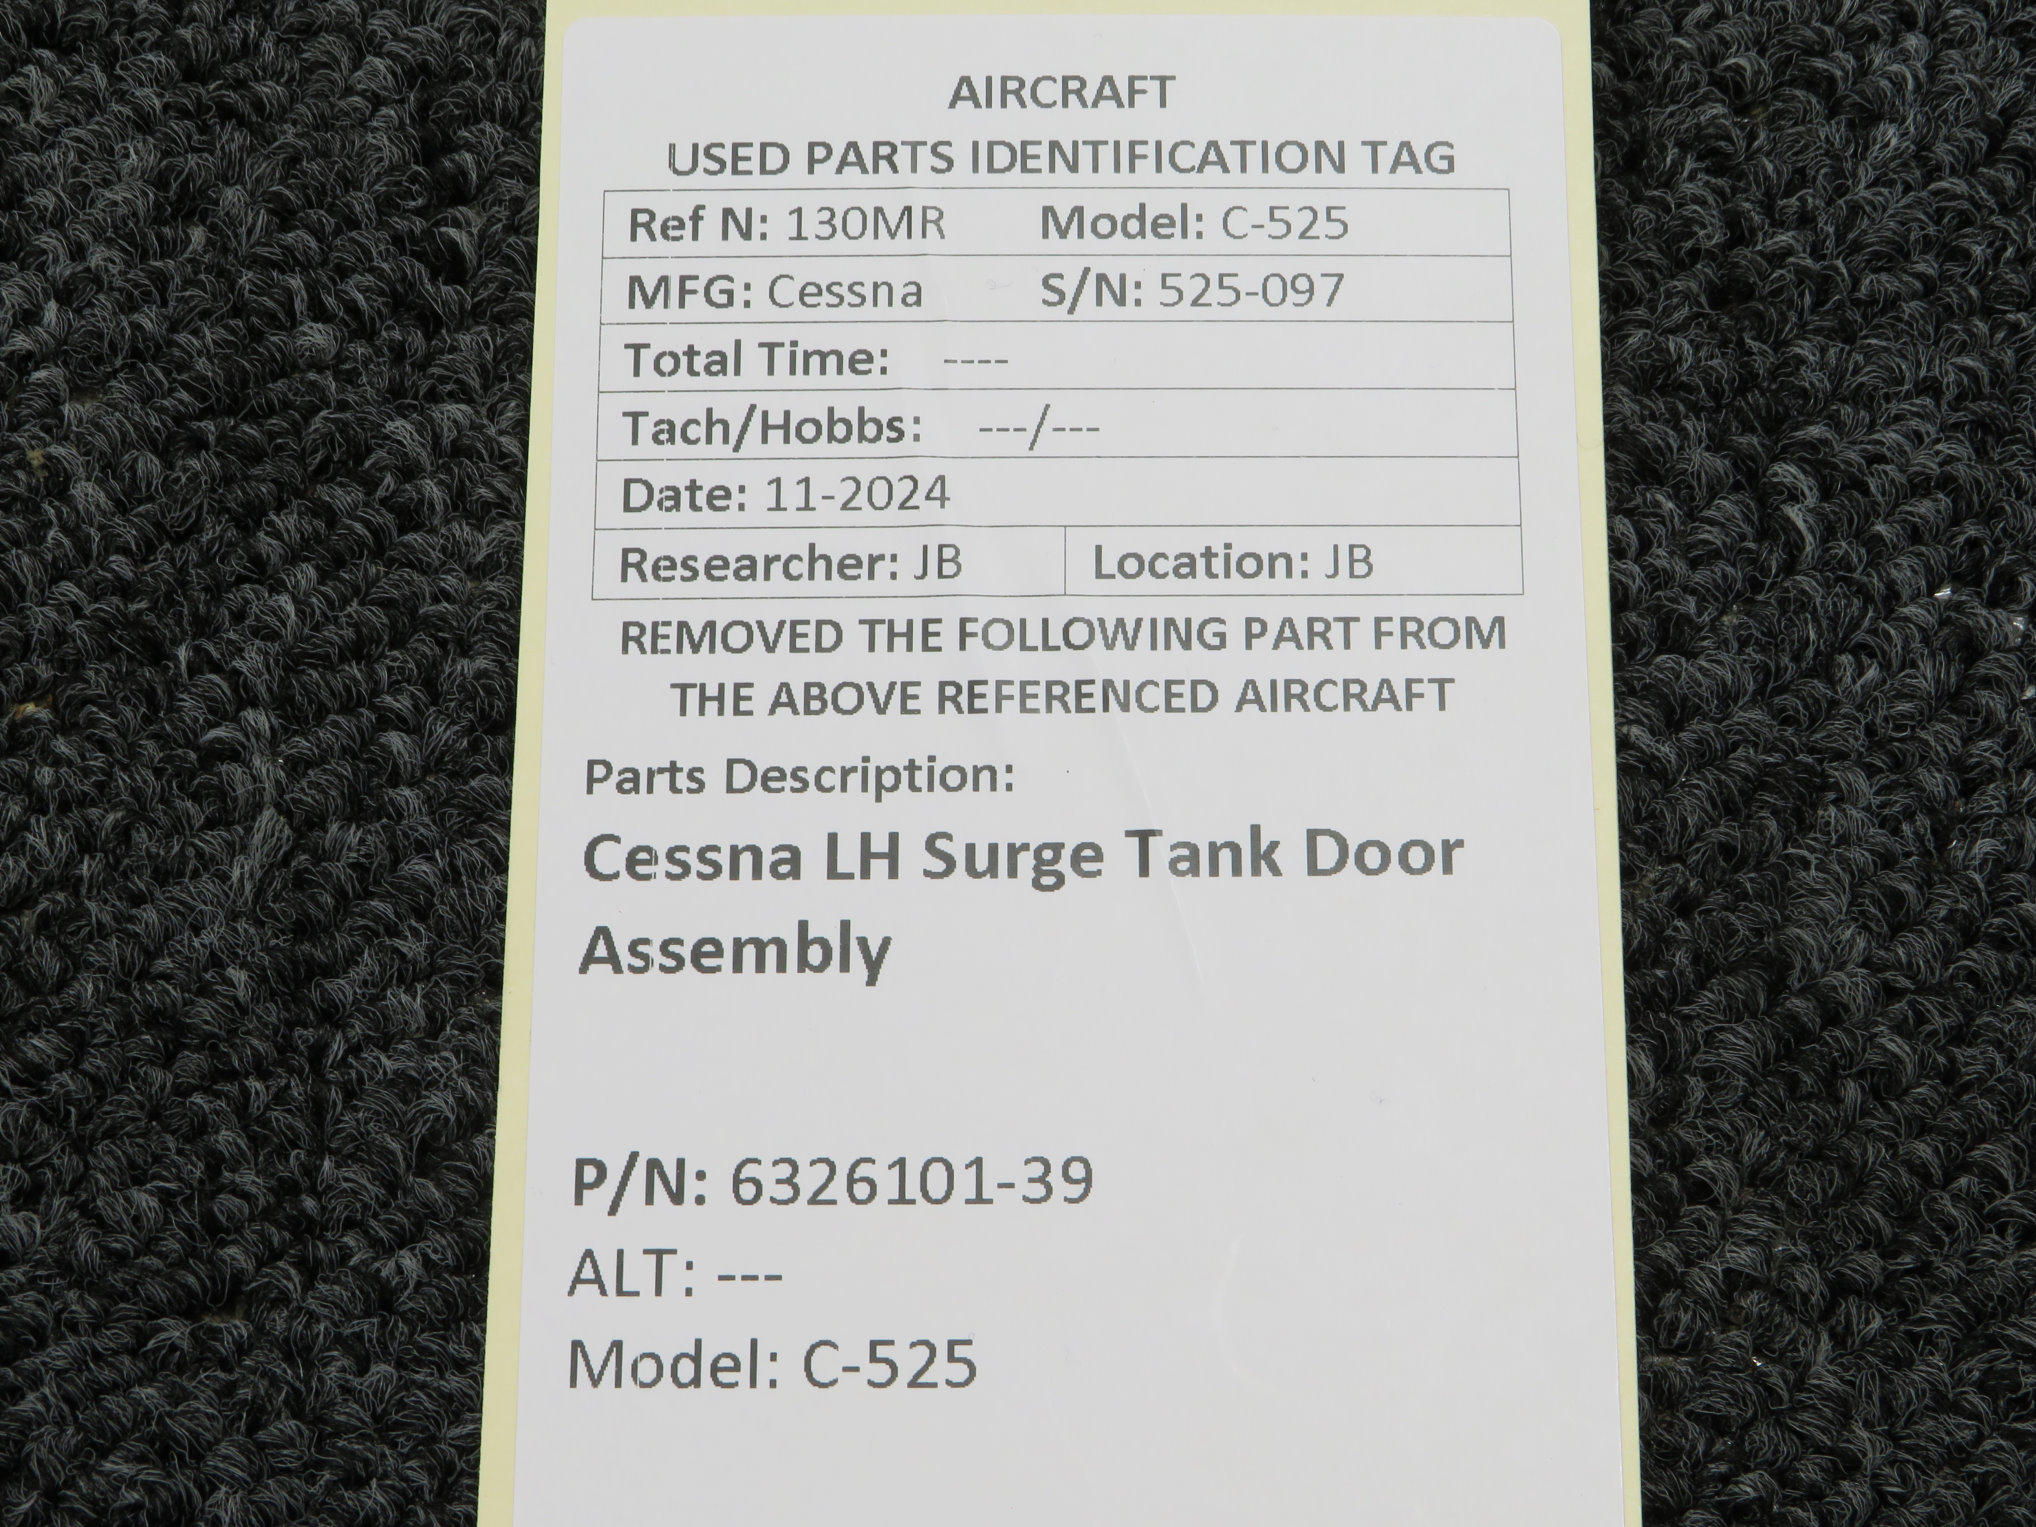 AIRCRAFT
USED PARTS IDENTIFICATION TAG
Ref N: 130MR Model: C-525
MFG: Cessna S/N: 525-097
Total Time: ----
Tach/Hobbs: ---/---
Date: 11-2024
Researcher: JB Location: JB
REMOVED THE FOLLOWING PART FROM
THE ABOVE REFERENCED AIRCRAFT
Parts Description:
Cessna LH Surge Tank Door
Assembly
P/N: 6326101-39
ALT: ---
Model: C-525